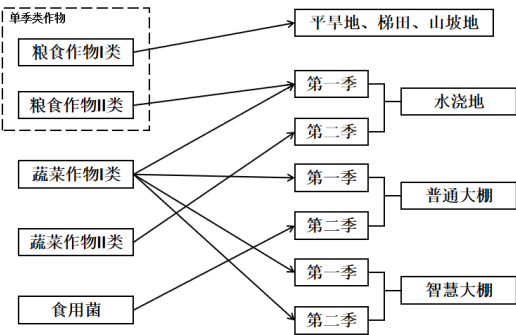 单季类作物
粮食作物I类
平旱地、梯田、山坡地
粮食作物II类
第一季
水浇地
第二季
蔬菜作物I类
第一季
普通大棚
第二季
蔬菜作物II类
第一季
智慧大棚
第二季
食用菌